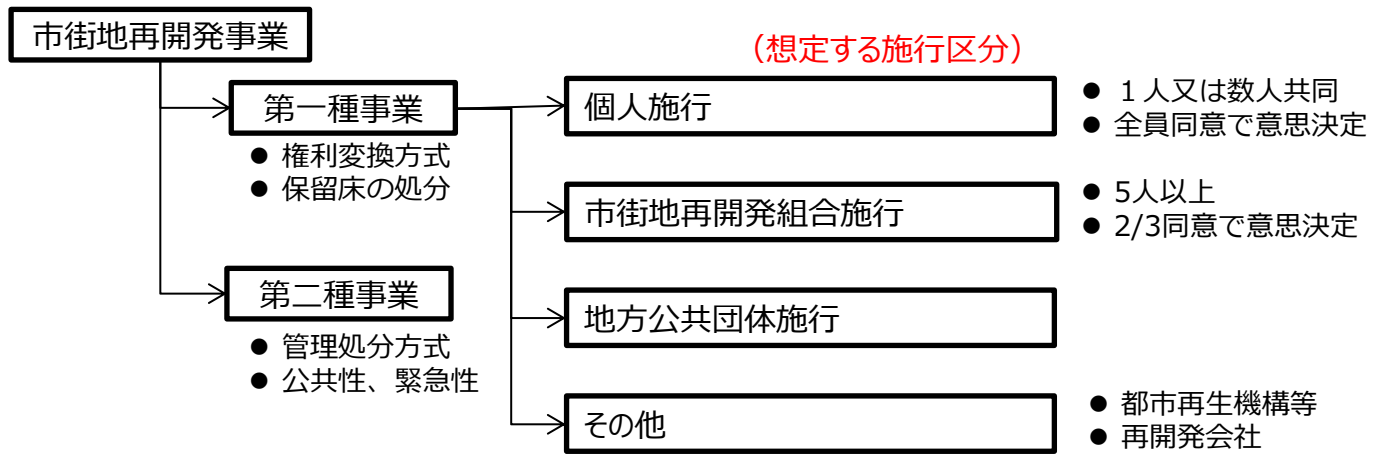 市街地再開発事業
（想定する施行区分）
第一種事業
● 権利変換方式
● 保留床の処分
個人施行
● １人又は数人共同
● 全員同意で意思決定
市街地再開発組合施行
● 5人以上
● 2/3同意で意思決定
第二種事業
● 管理処分方式
● 公共性、緊急性
地方公共団体施行
その他
● 都市再生機構等
● 再開発会社